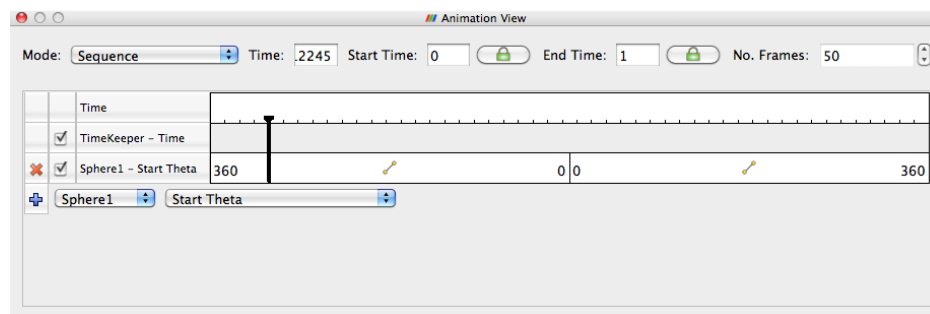 Animation View
Mode: Sequence Time: .2245 Start Time: 0 End Time: 1 No. Frames: 50
Time
TimeKeeper – Time
Sphere1 – Start Theta 360 0 0 360
Sphere1 Start Theta